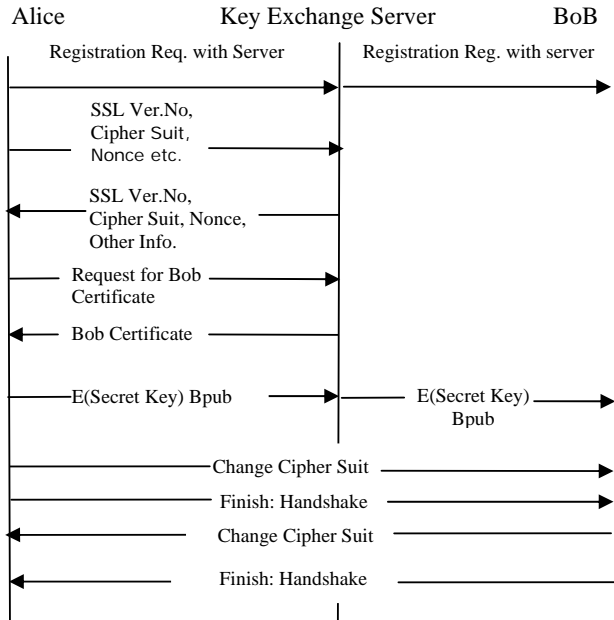 Alice Key Exchange Server BoB
Registration Req. with Server Registration Reg. with server
SSL Ver.No,
Cipher Suit,
Nonce etc.
SSL Ver.No,
Cipher Suit, Nonce,
Other Info.
Request for Bob
Certificate
Bob Certificate
E(Secret Key) Bpub
E(Secret Key)
Bpub
Change Cipher Suit
Finish: Handshake
Change Cipher Suit
Finish: Handshake